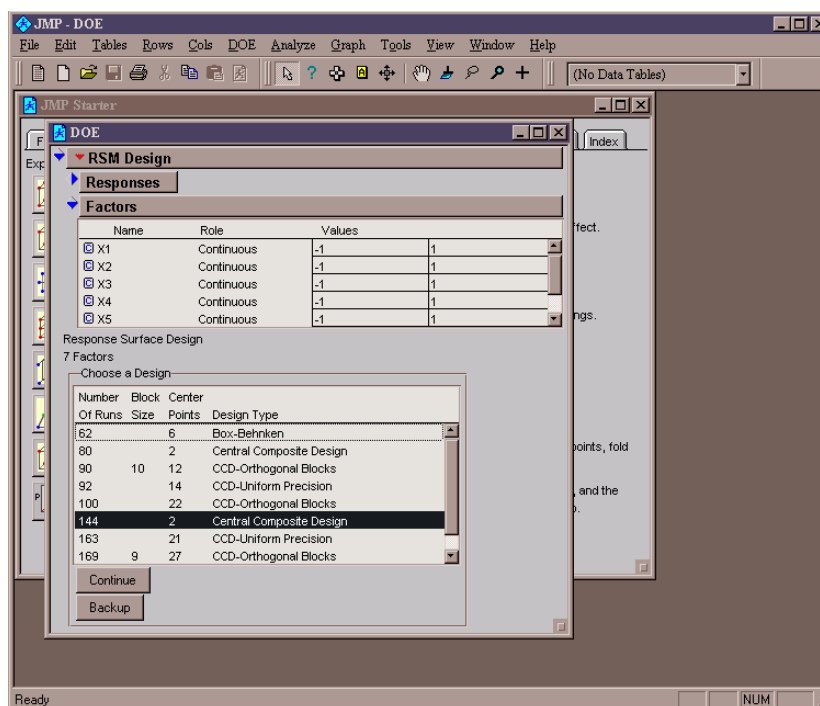 JMP - DOE
File Edit Tables Rows Cols DOE Analyze Graph Tools View Window Help
(No Data Tables)
JMP Starter
F
Index
Exp
DOE
RSM Design
Responses
Factors
Name Role Values
X1 Continuous -1 1
X2 Continuous -1 1
X3 Continuous -1 1
X4 Continuous -1 1
X5 Continuous -1 1
ffect.
ngs.
Response Surface Design
7 Factors
Choose a Design
Number Block Center
Of Runs Size Points Design Type
62 6 Box-Behnken
80 2 Central Composite Design
90 10 12 CCD-Orthogonal Blocks
92 14 CCD-Uniform Precision
100 22 CCD-Orthogonal Blocks
144 2 Central Composite Design
163 21 CCD-Uniform Precision
169 9 27 CCD-Orthogonal Blocks
points, fold
, and the
Continue
Backup
Ready
NUM